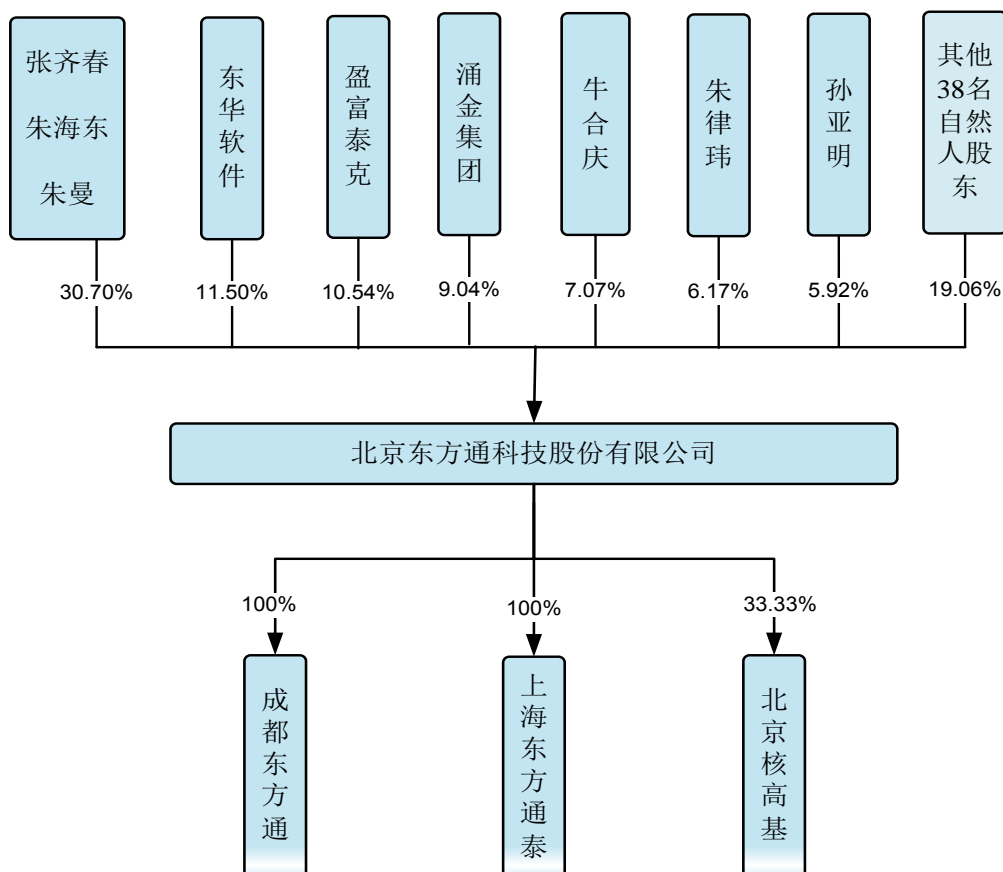 张齐春
朱海东
朱曼
东华软件
盈富泰克
涌金集团
牛合庆
朱律玮
孙亚明
其他
38名
自然
人股
东
30.70%
11.50%
10.54%
9.04%
7.07%
6.17%
5.92%
19.06%
北京东方通科技股份有限公司
100%
100%
33.33%
成都东方通
上海东方通泰
北京核高基